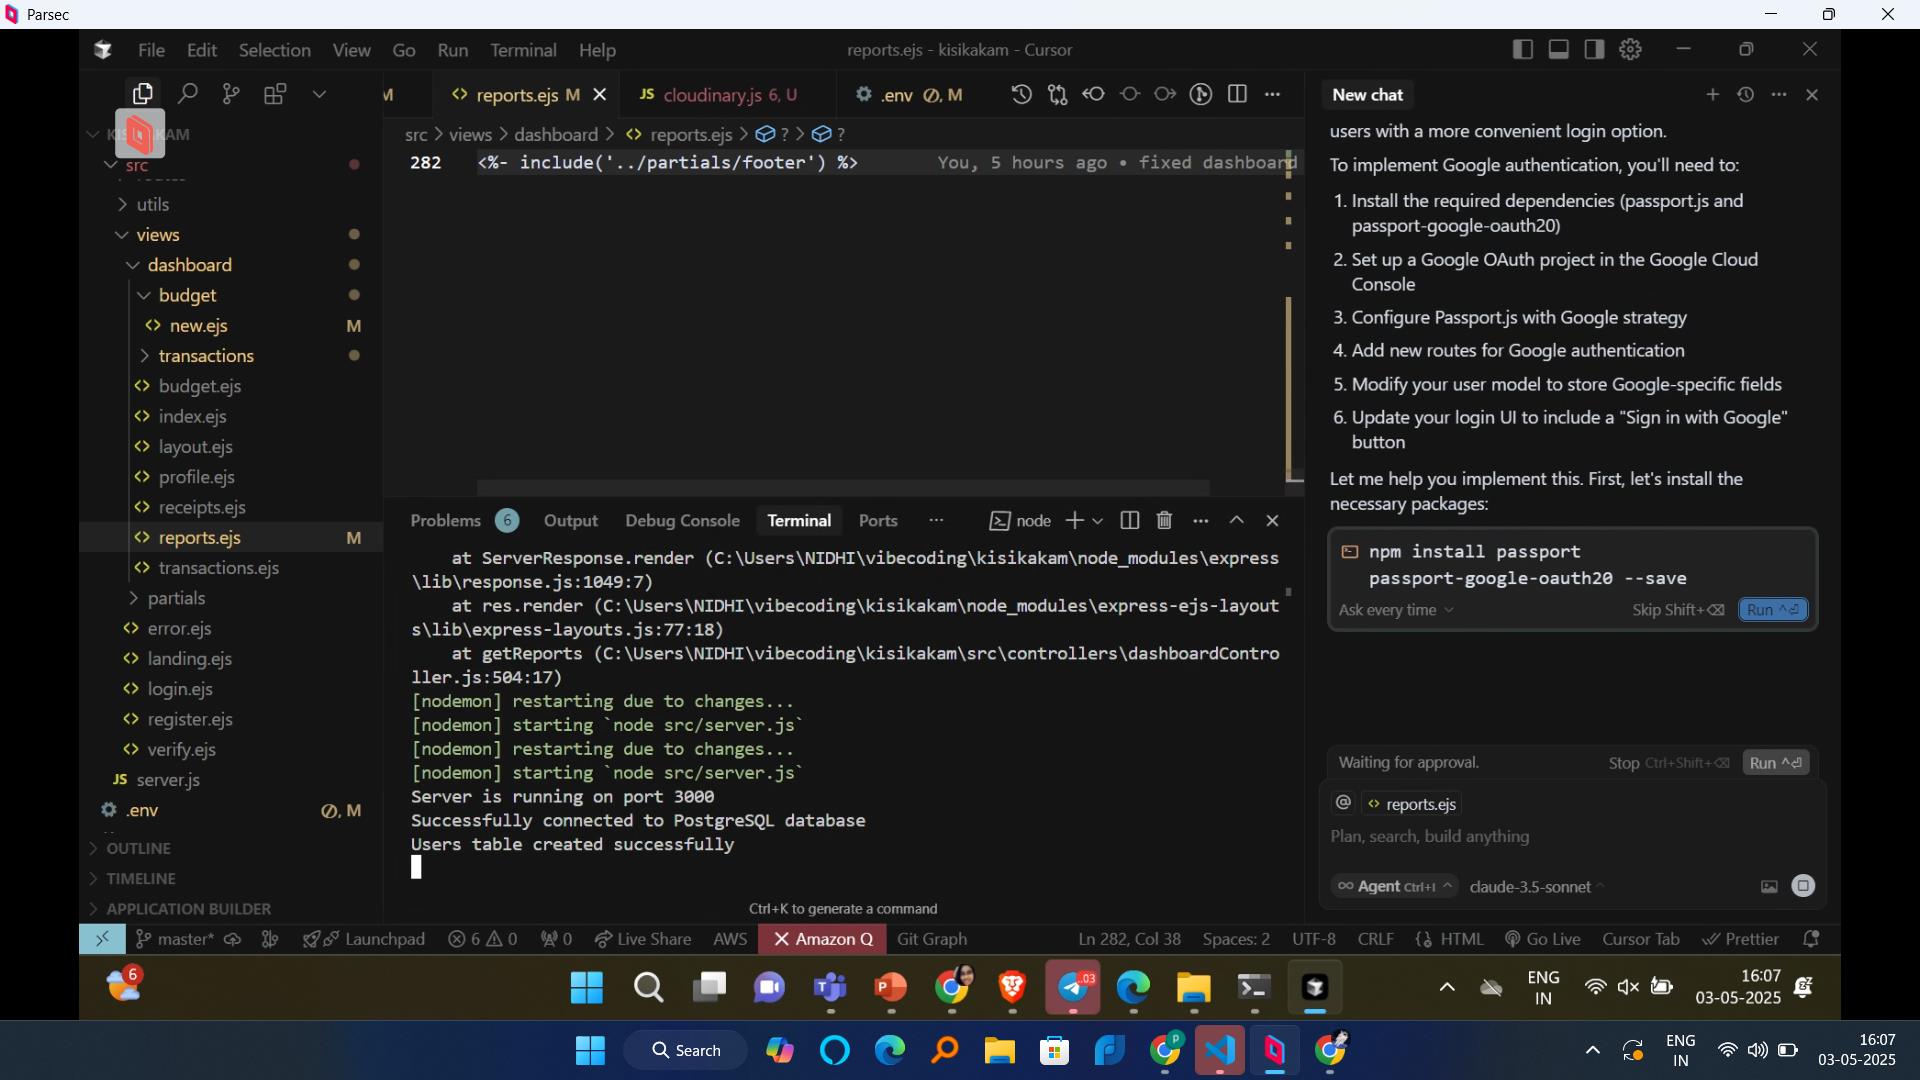 Parsec
File Edit Selection View Go Run Terminal Help
reports.ejs - kisikakam - Cursor
M
reports.ejs M
JS cloudinary.js 6, U
.env M
src > views > dashboard > reports.ejs > ? > ?
282 <%- include('../partials/footer') %> You, 5 hours ago • fixed dashboard
src
utils
views
dashboard
budget
new.ejs M
transactions
budget.ejs
index.ejs
layout.ejs
profile.ejs
receipts.ejs
reports.ejs M
transactions.ejs
partials
error.ejs
landing.ejs
login.ejs
register.ejs
verify.ejs
JS server.js
.env , M
OUTLINE
TIMELINE
APPLICATION BUILDER
Problems 6 Output Debug Console Terminal Ports ... node
at ServerResponse.render (C:\Users\NIDHI\vibecoding\kisikakam\node_modules\express
\lib\response.js:1049:7)
at res.render (C:\Users\NIDHI\vibecoding\kisikakam\node_modules\express-ejs-layout
s\lib\express-layouts.js:77:18)
at getReports (C:\Users\NIDHI\vibecoding\kisikakam\src\controllers\dashboardContro
ller.js:504:17)
[nodemon] restarting due to changes...
[nodemon] starting `node src/server.js`
[nodemon] restarting due to changes...
[nodemon] starting `node src/server.js`
Server is running on port 3000
Successfully connected to PostgreSQL database
Users table created successfully
Ctrl+K to generate a command
New chat
users with a more convenient login option.
To implement Google authentication, you'll need to:
1. Install the required dependencies (passport.js and
passport-google-oauth20)
2. Set up a Google OAuth project in the Google Cloud
Console
3. Configure Passport.js with Google strategy
4. Add new routes for Google authentication
5. Modify your user model to store Google-specific fields
6. Update your login UI to include a "Sign in with Google"
button
Let me help you implement this. First, let's install the
necessary packages:
npm install passport
passport-google-oauth20 --save
Ask every time Skip Shift+⌫ Run ^⏎
Waiting for approval. Stop Ctrl+Shift+⌫ Run ^⏎
@ reports.ejs
Plan, search, build anything
∞ Agent Ctrl+I claude-3.5-sonnet
master* Launchpad 6 0 0 Live Share AWS Amazon Q Git Graph Ln 282, Col 38 Spaces: 2 UTF-8 CRLF {} HTML Go Live Cursor Tab Prettier
6
.03
ENG
IN
16:07
03-05-2025
Search
ENG
IN
16:07
03-05-2025